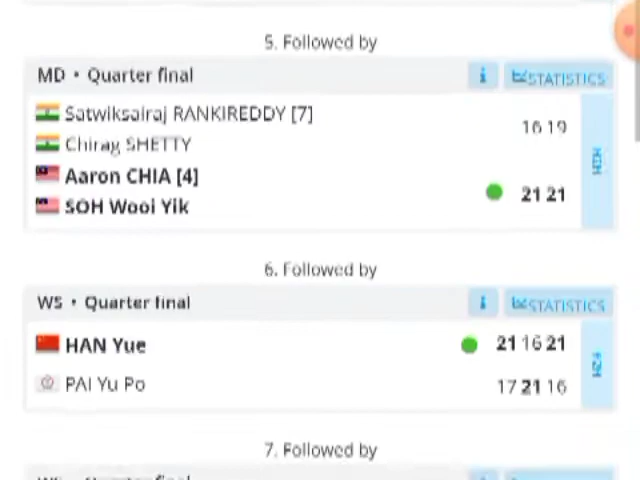 5. Followed by
MD • Quarter final
i
STATISTICS
Satwiksairaj RANKIREDDY [7]
16 19
Chirag SHETTY
H2H
Aaron CHIA [4]
21 21
SOH Wooi Yik
6. Followed by
WS • Quarter final
i
STATISTICS
HAN Yue
21 16 21
H2H
PAI Yu Po
17 21 16
7. Followed by